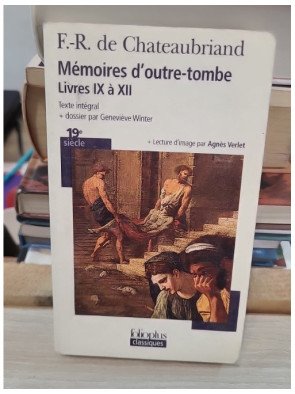 F.-R. de Chateaubriand
Mémoires d'outre-tombe
Livres IX à XII
Texte intégral
+ dossier par Geneviève Winter
19e
siècle
+ Lecture d'image par Agnès Verlet
folioplus
classiques